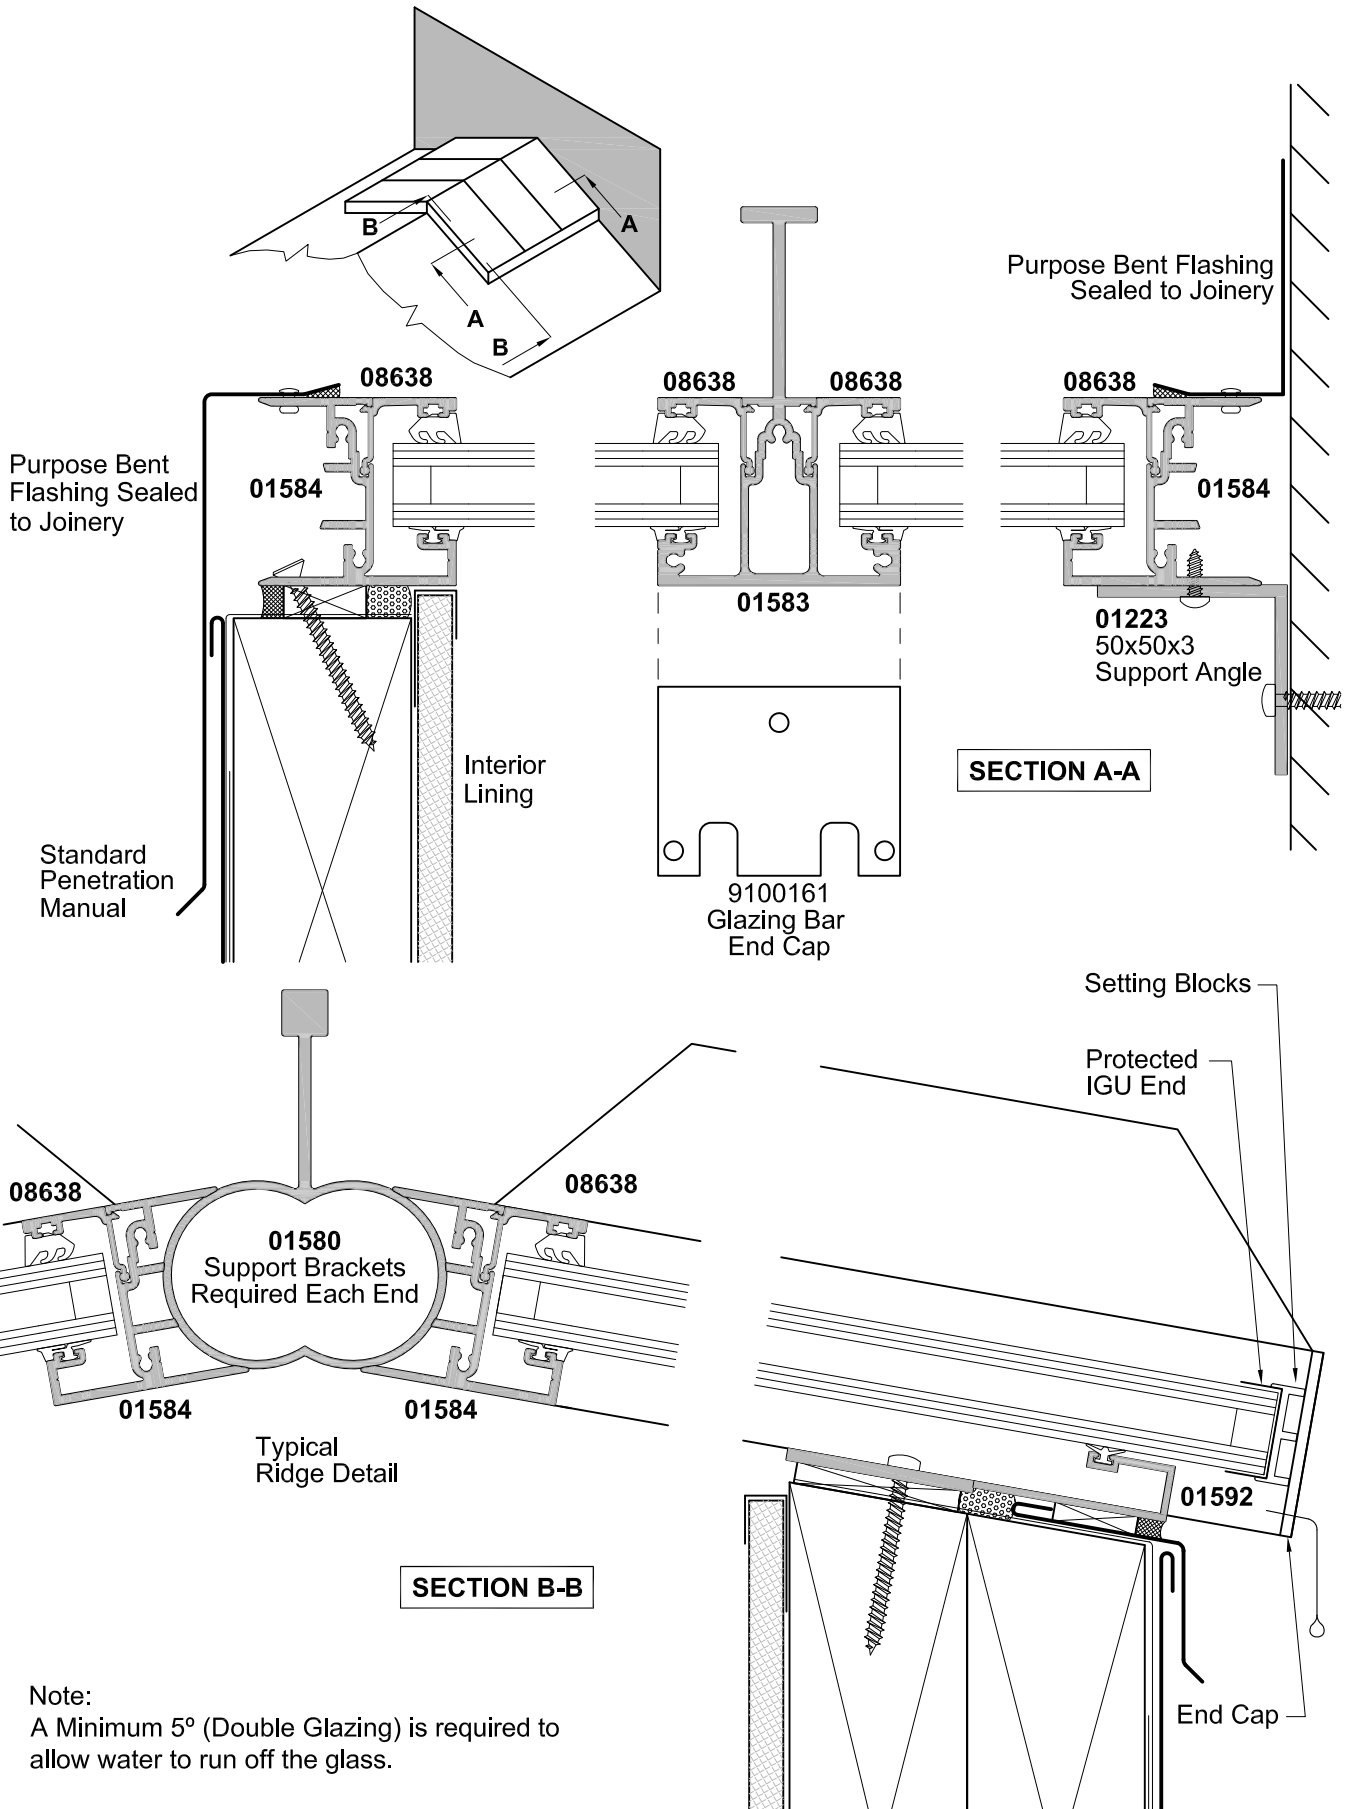 B
A
A
B
Purpose Bent Flashing
Sealed to Joinery
08638
08638
08638
08638
Purpose Bent
Flashing Sealed
to Joinery
01584
01584
01583
01223
50x50x3
Support Angle
SECTION A-A
Interior
Lining
Standard
Penetration
Manual
9100161
Glazing Bar
End Cap
Setting Blocks
Protected
IGU End
08638
08638
01580
Support Brackets
Required Each End
01584
01584
Typical
Ridge Detail
01592
SECTION B-B
End Cap
Note:
A Minimum 5º (Double Glazing) is required to
allow water to run off the glass.